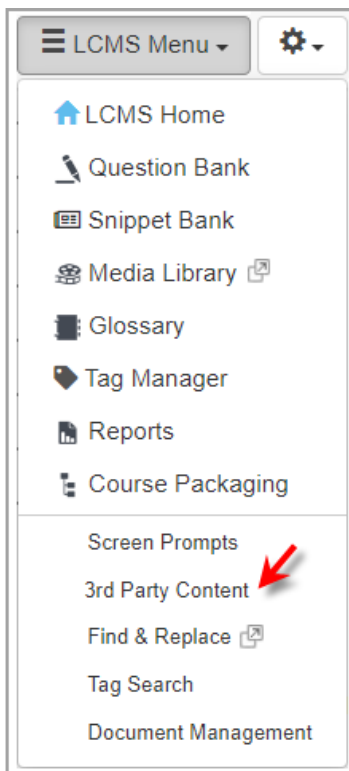 LCMS Menu
LCMS Home
Question Bank
Snippet Bank
Media Library
Glossary
Tag Manager
Reports
Course Packaging
Screen Prompts
3rd Party Content
Find & Replace
Tag Search
Document Management